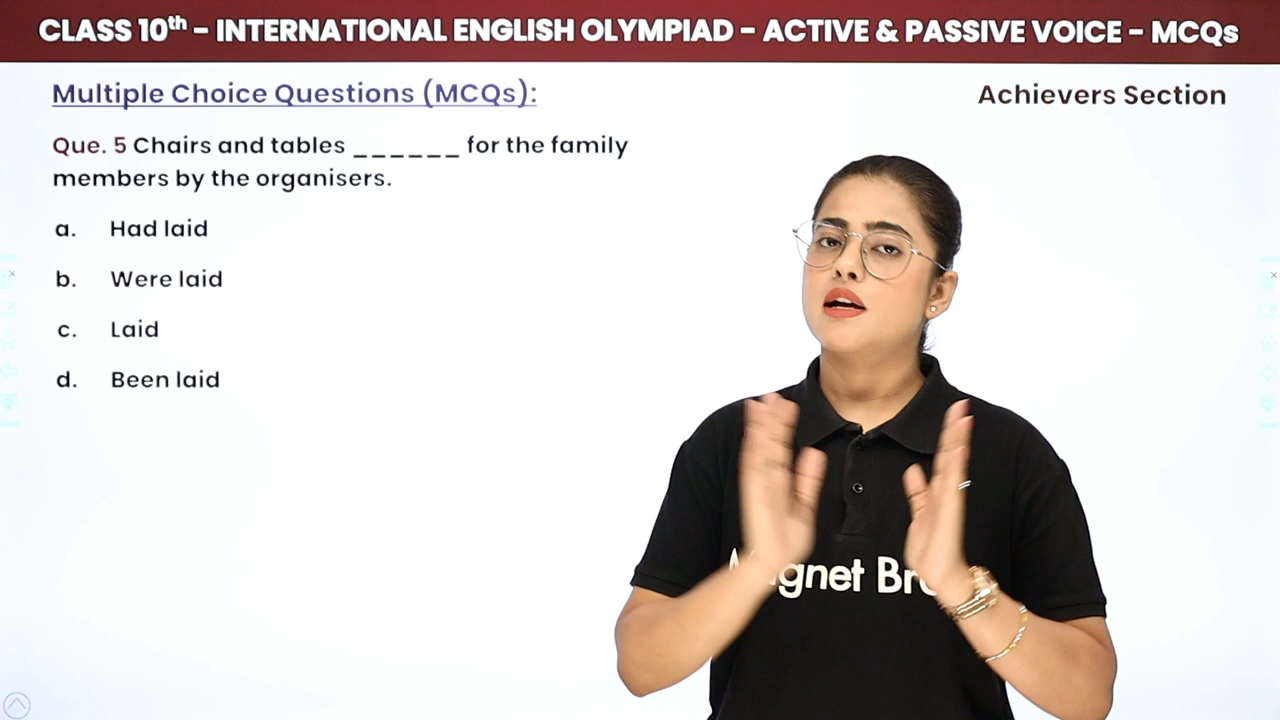 CLASS 10th – INTERNATIONAL ENGLISH OLYMPIAD – ACTIVE & PASSIVE VOICE – MCQs
Multiple Choice Questions (MCQs):
Achievers Section
Que. 5 Chairs and tables ______ for the family
members by the organisers.
a. Had laid
b. Were laid
c. Laid
d. Been laid